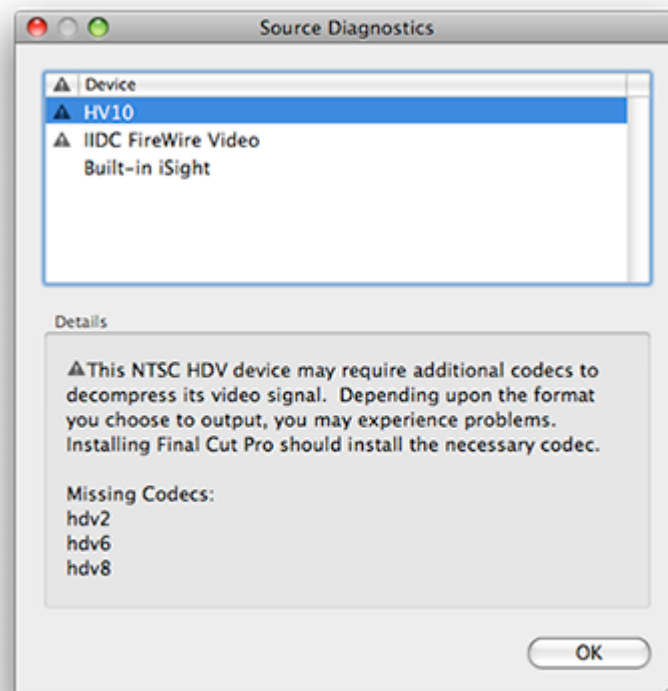 Source Diagnostics
Device
HV10
IIDC FireWire Video
Built-in iSight
Details
This NTSC HDV device may require additional codecs to
decompress its video signal.  Depending upon the format
you choose to output, you may experience problems.
Installing Final Cut Pro should install the necessary codec.
Missing Codecs:
hdv2
hdv6
hdv8
OK